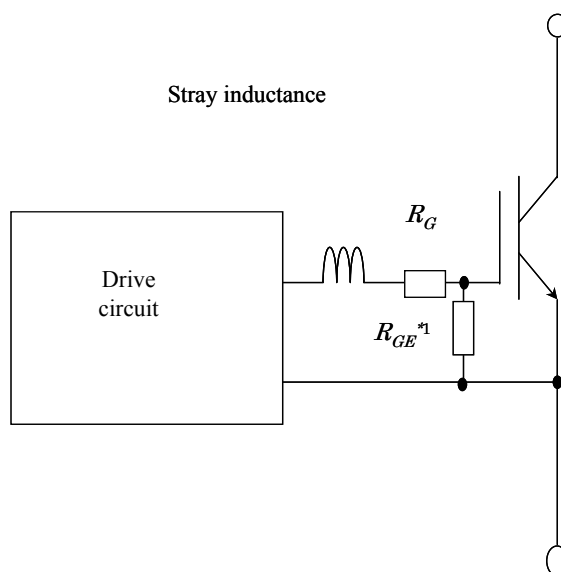 Stray inductance
R_G
Drive
circuit
R_GE *1